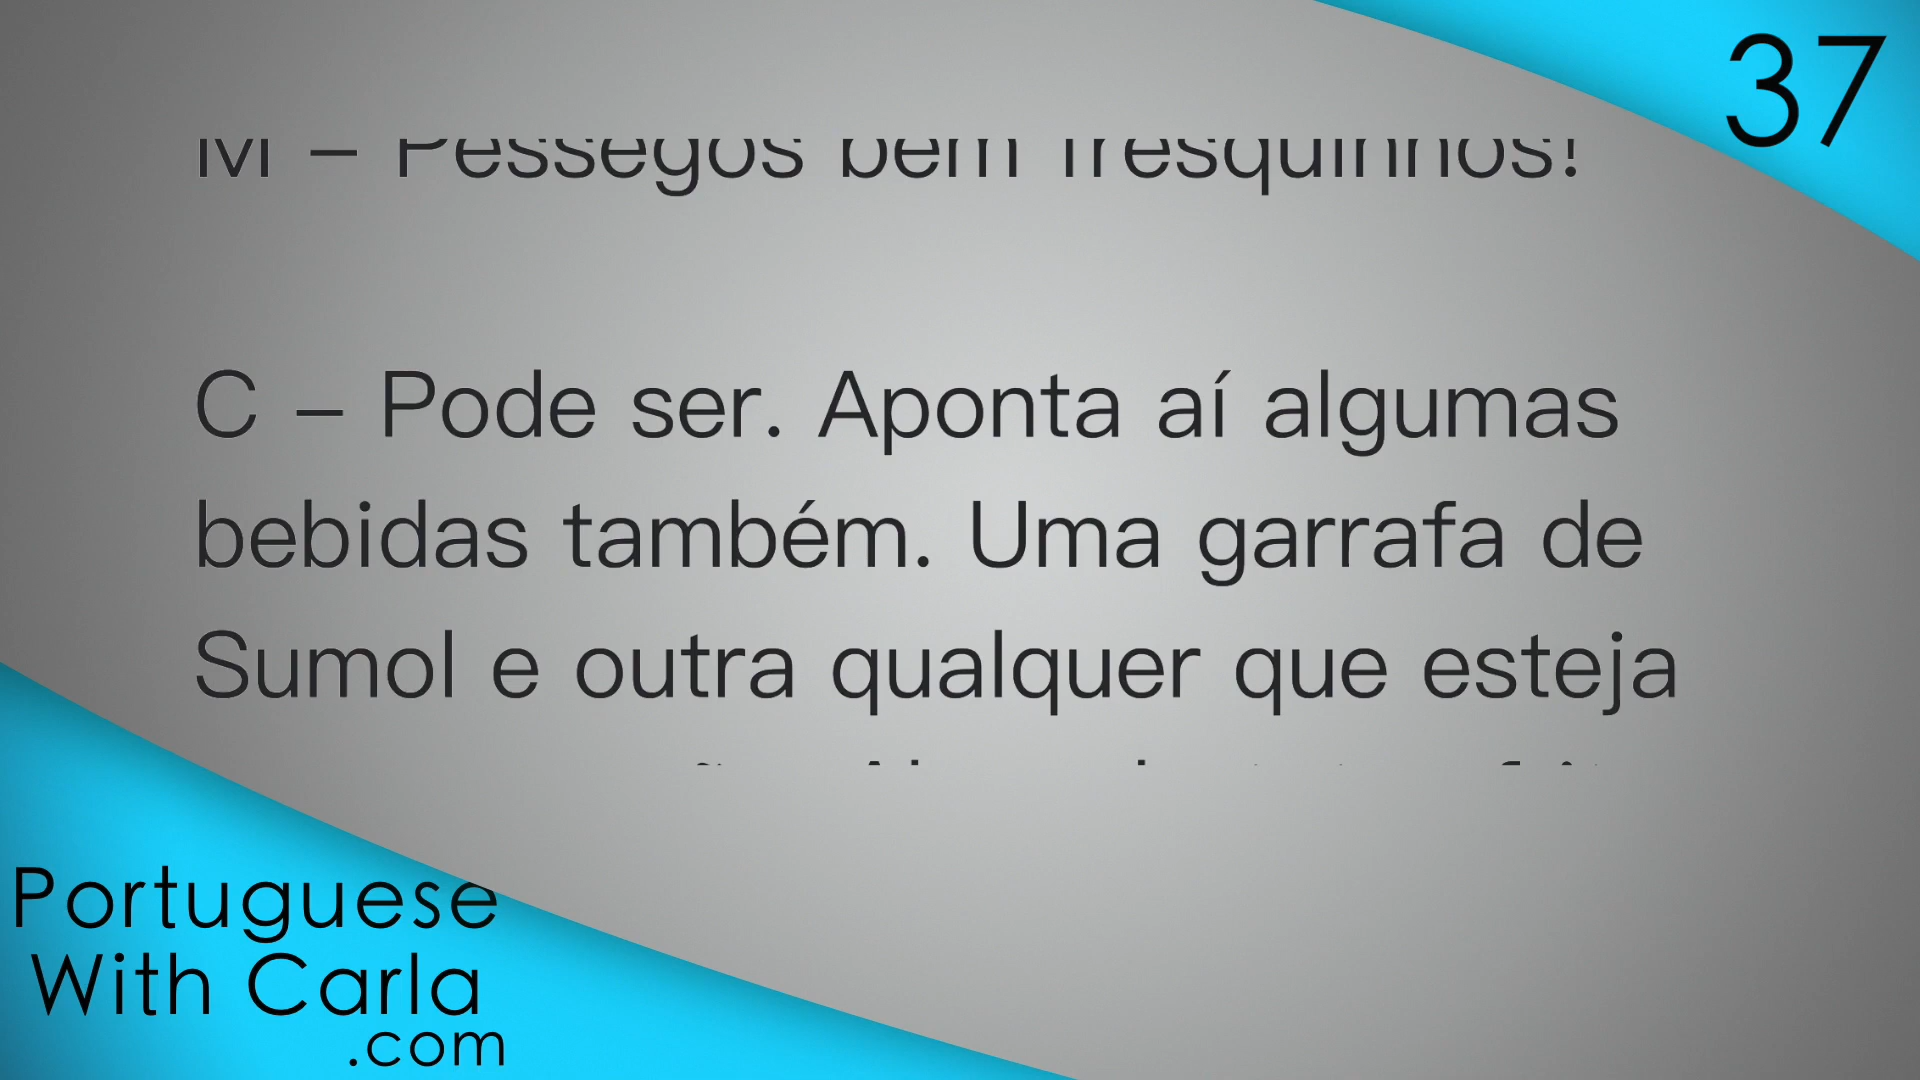 37
M – Pêssegos bem fresquinhos!
C – Pode ser. Aponta aí algumas
bebidas também. Uma garrafa de
Sumol e outra qualquer que esteja
Portuguese
With Carla
.com